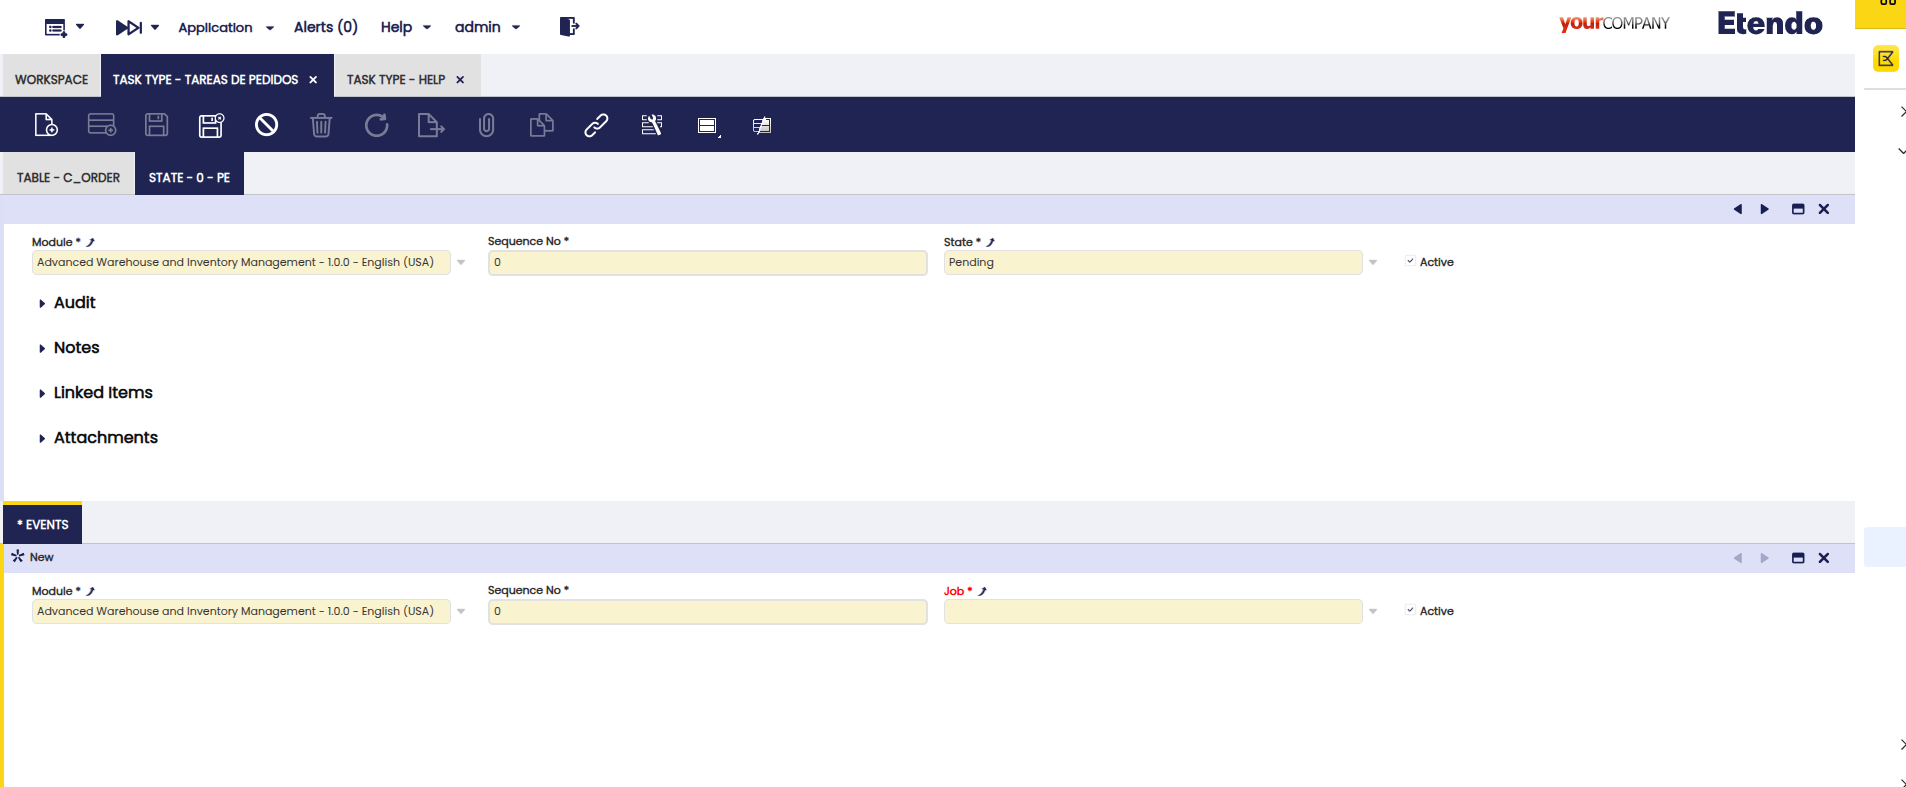 Application Alerts (0) Help admin yourCOMPANY Etendo
WORKSPACE TASK TYPE - TAREAS DE PEDIDOS TASK TYPE - HELP
TABLE - C_ORDER STATE - 0 - PE
Module * Sequence No * State *
Advanced Warehouse and Inventory Management - 1.0.0 - English (USA) 0 Pending Active
Audit
Notes
Linked Items
Attachments
* EVENTS
New
Module * Sequence No * Job *
Advanced Warehouse and Inventory Management - 1.0.0 - English (USA) 0 Active